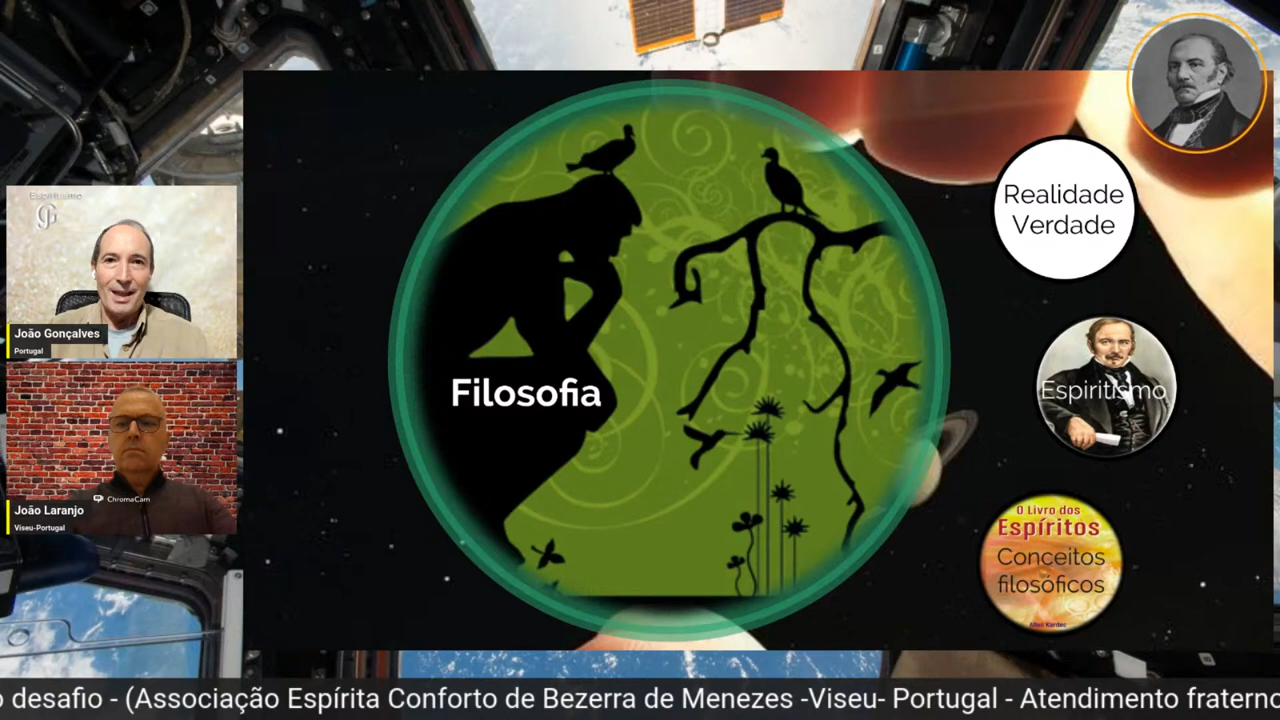 Espiritismo
João Gonçalves
Portugal
ChromaCam
João Laranjo
Viseu-Portugal
Filosofia
Realidade
Verdade
Espiritismo
O Livro dos
Espíritos
Conceitos
filosóficos
Allan Kardec
o desafio - (Associação Espírita Conforto de Bezerra de Menezes -Viseu- Portugal - Atendimento fraterno